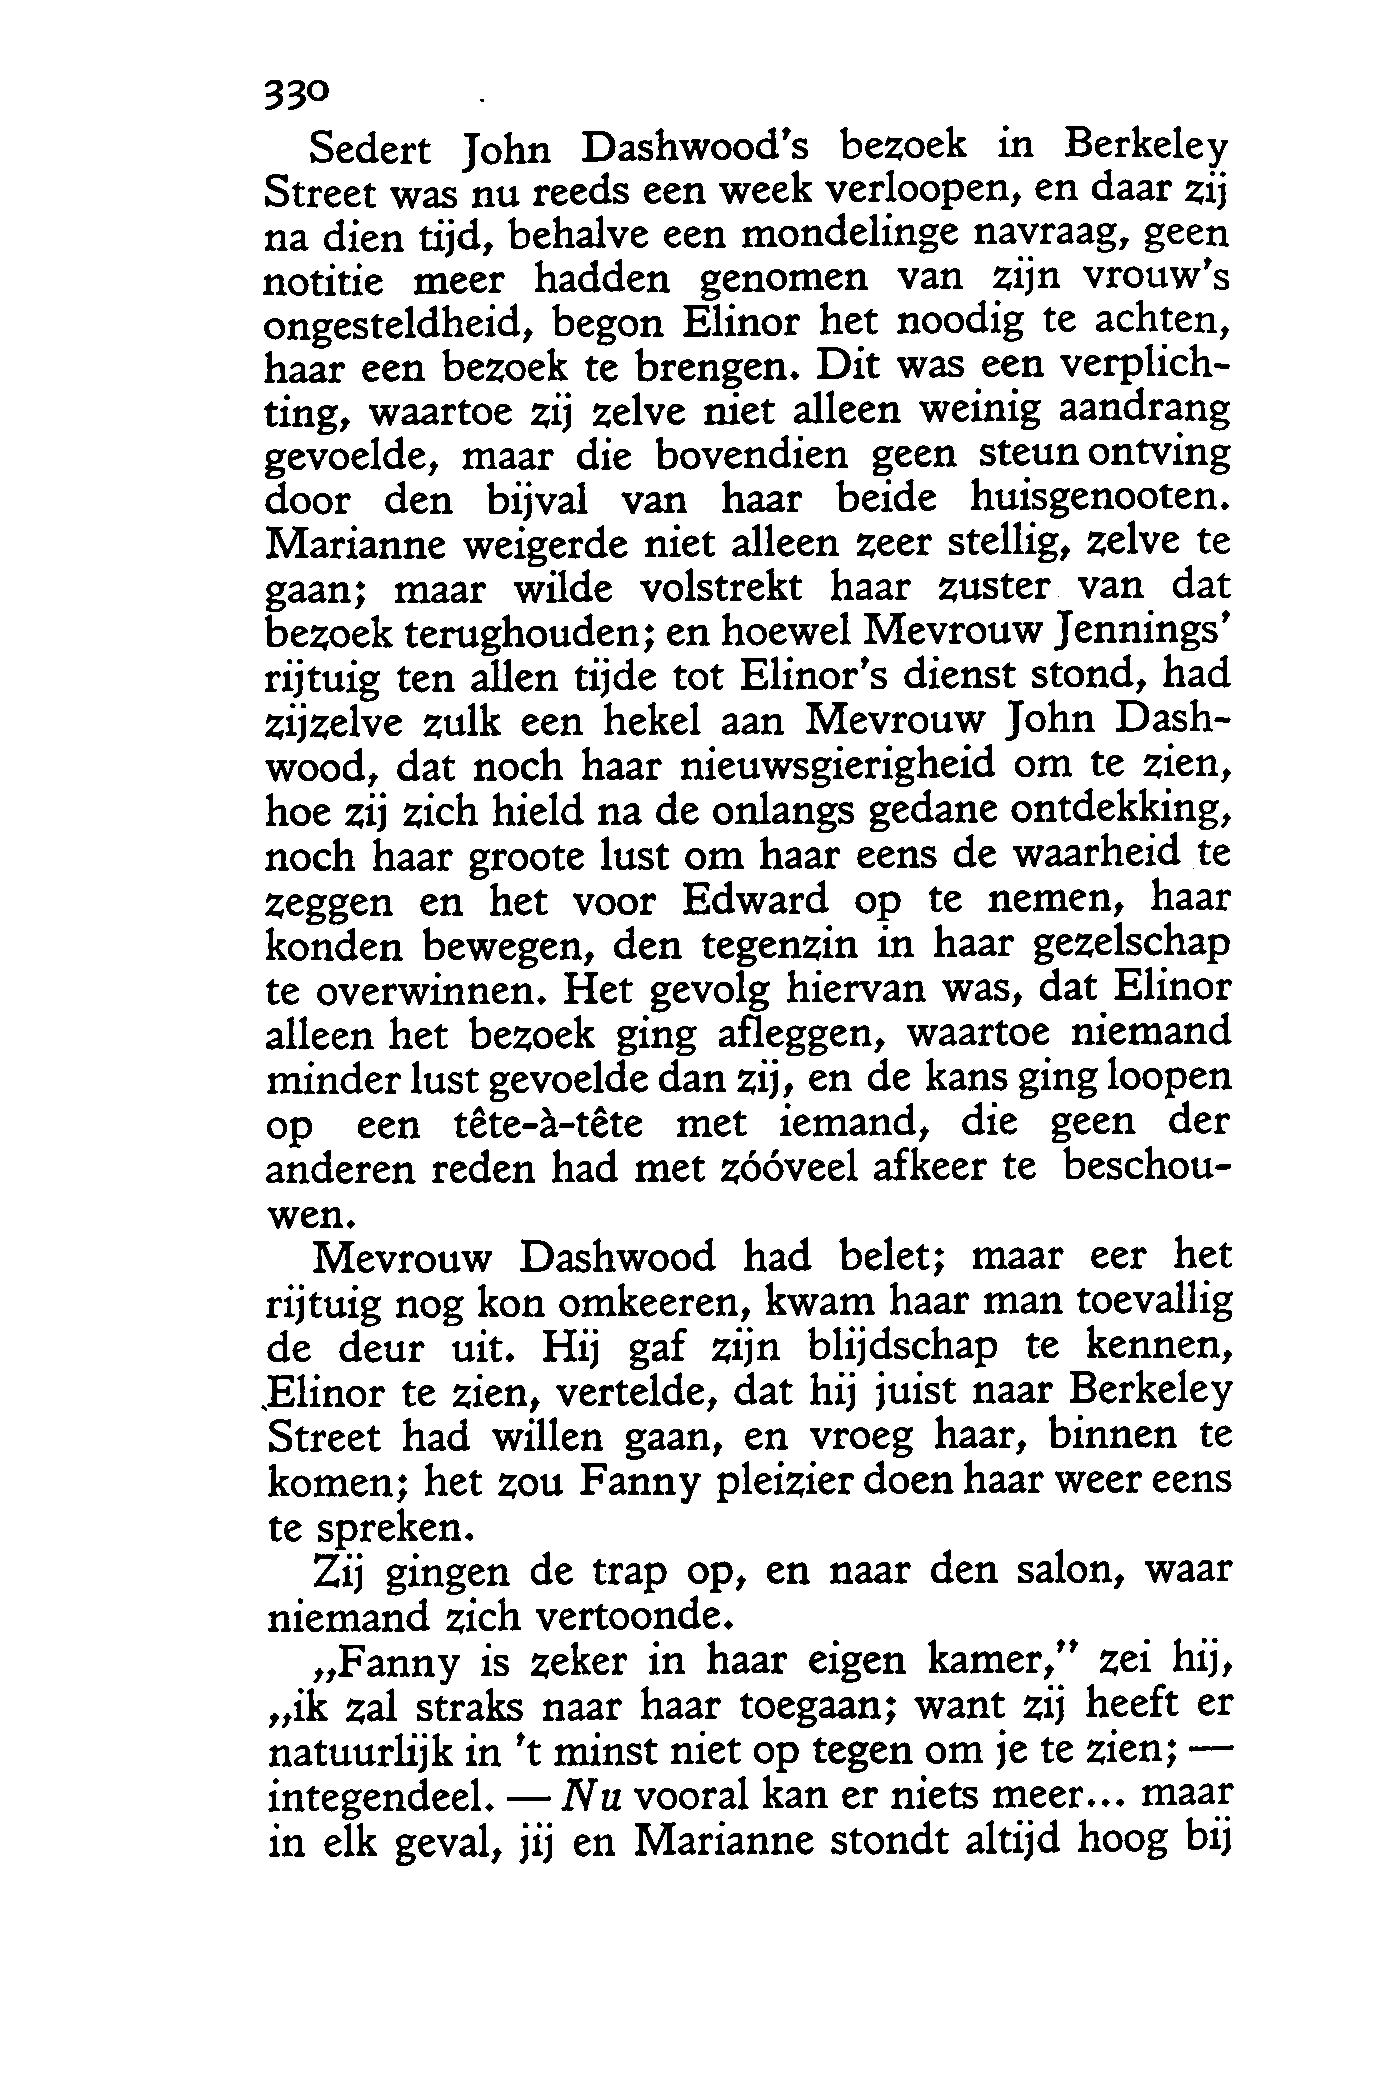 330
Sedert John Dashwood's bezoek in Berkeley
Street was nu reeds een week verloopen, en daar zij
na dien tijd, behalve een mondelinge navraag, geen
notitie meer hadden genomen van zijn vrouw's
ongesteldheid, begon Elinor het noodig te achten,
haar een bezoek te brengen. Dit was een verplich-
ting, waartoe zij zelve niet alleen weinig aandrang
gevoelde, maar die bovendien geen steun ontving
door den bijval van haar beide huisgenooten.
Marianne weigerde niet alleen zeer stellig, zelve te
gaan; maar wilde volstrekt haar zuster van dat
bezoek terughouden; en hoewel Mevrouw Jennings'
rijtuig ten allen tijde tot Elinor's dienst stond, had
zijzelve zulk een hekel aan Mevrouw John Dash-
wood, dat noch haar nieuwsgierigheid om te zien,
hoe zij zich hield na de onlangs gedane ontdekking,
noch haar groote lust om haar eens de waarheid te
zeggen en het voor Edward op te nemen, haar
konden bewegen, den tegenzin in haar gezelschap
te overwinnen. Het gevolg hiervan was, dat Elinor
alleen het bezoek ging afleggen, waartoe niemand
minder lust gevoelde dan zij, en de kans ging loopen
op een tête-à-tête met iemand, die geen der
anderen reden had met zóóveel afkeer te beschou-
wen.
Mevrouw Dashwood had belet; maar eer het
rijtuig nog kon omkeeren, kwam haar man toevallig
de deur uit. Hij gaf zijn blijdschap te kennen,
Elinor te zien, vertelde, dat hij juist naar Berkeley
Street had willen gaan, en vroeg haar, binnen te
komen; het zou Fanny pleizier doen haar weer eens
te spreken.
Zij gingen de trap op, en naar den salon, waar
niemand zich vertoonde.
„Fanny is zeker in haar eigen kamer,” zei hij,
„ik zal straks naar haar toegaan; want zij heeft er
natuurlijk in 't minst niet op tegen om je te zien; —
integendeel. — Nu vooral kan er niets meer... maar
in elk geval, jij en Marianne stondt altijd hoog bij